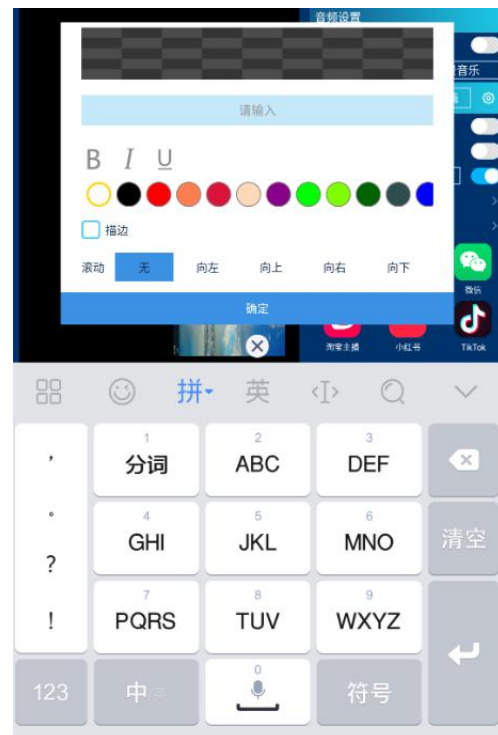 音频设置
音乐
请输入
B I U
描边
滚动 无 向左 向上 向右 向下
确定
微信
淘宝主播 小红书 TikTok
拼 英
，
1 分词
2 ABC
3 DEF
。
4 GHI
5 JKL
6 MNO
清空
?
7 PQRS
8 TUV
9 WXYZ
!
123 中 0 符号